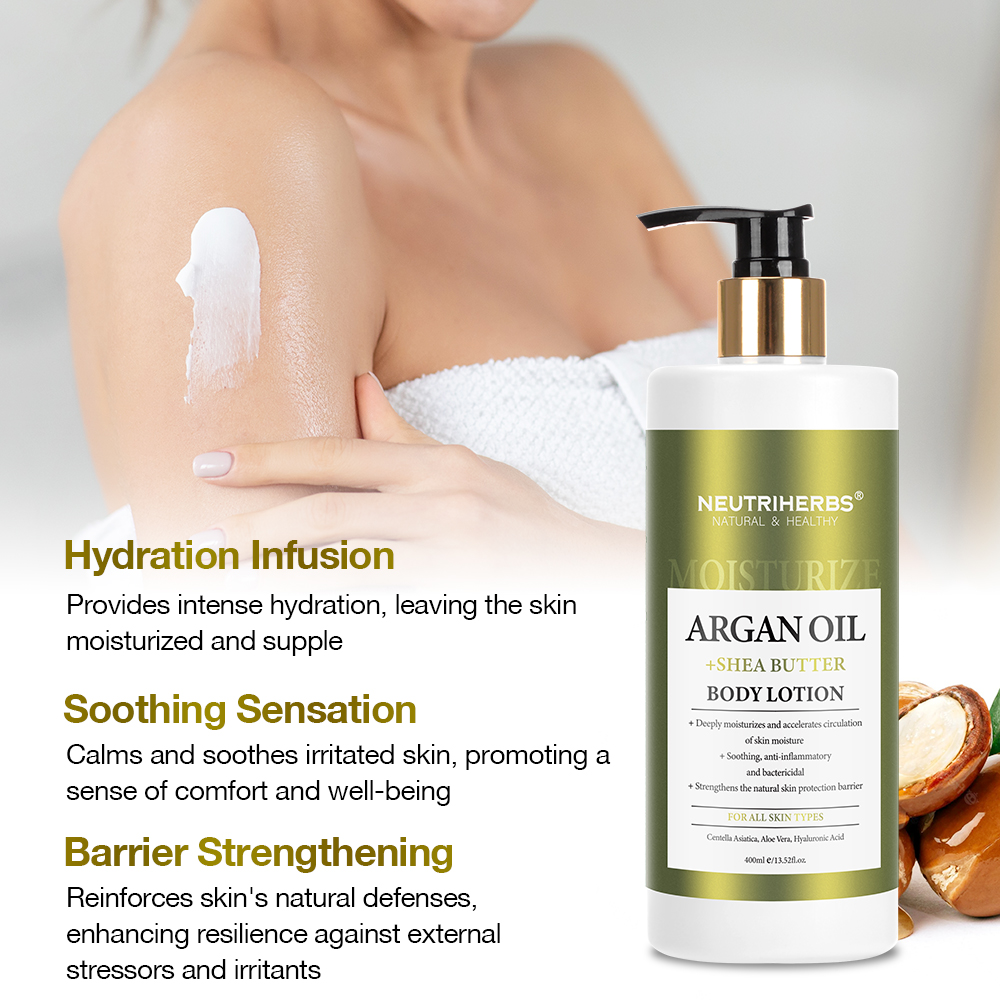 Hydration Infusion
Provides intense hydration, leaving the skin
moisturized and supple
Soothing Sensation
Calms and soothes irritated skin, promoting a
sense of comfort and well-being
Barrier Strengthening
Reinforces skin's natural defenses,
enhancing resilience against external
stressors and irritants
NEUTRIHERBS®
NATURAL & HEALTHY
MOISTURIZE
ARGAN OIL
+SHEA BUTTER
BODY LOTION
+ Deeply moisturizes and accelerates circulation
of skin moisture
+ Soothing, anti-inflammatory
and bactericidal
+ Strengthens the natural skin protection barrier
FOR ALL SKIN TYPES
Centella Asiatica, Aloe Vera, Hyaluronic Acid
400ml e/13.52fl.oz.